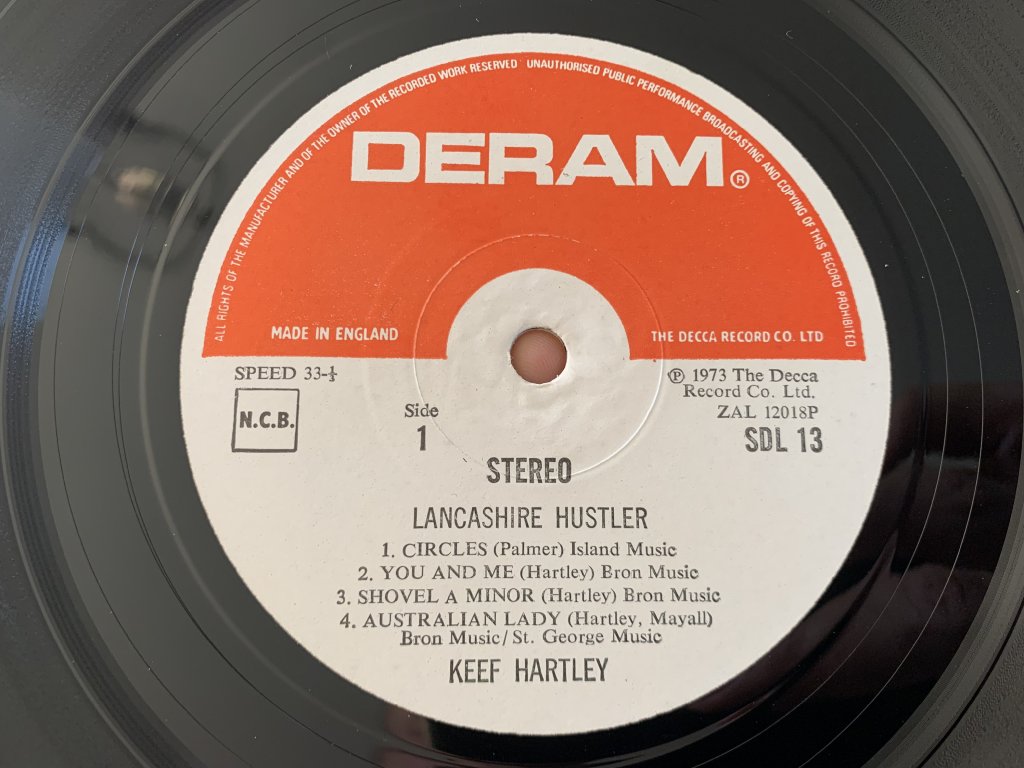 ALL RIGHTS OF THE MANUFACTURER AND OF THE OWNER OF THE RECORDED WORK RESERVED UNAUTHORISED PUBLIC PERFORMANCE BROADCASTING AND COPYING OF THIS RECORD PROHIBITED
DERAM®
MADE IN ENGLAND
THE DECCA RECORD CO. LTD
SPEED 33-⅓
N.C.B.
Side
1
℗ 1973 The Decca
Record Co. Ltd.
ZAL 12018P
SDL 13
STEREO
LANCASHIRE HUSTLER
1. CIRCLES (Palmer) Island Music
2. YOU AND ME (Hartley) Bron Music
3. SHOVEL A MINOR (Hartley) Bron Music
4. AUSTRALIAN LADY (Hartley, Mayall)
Bron Music/St. George Music
KEEF HARTLEY